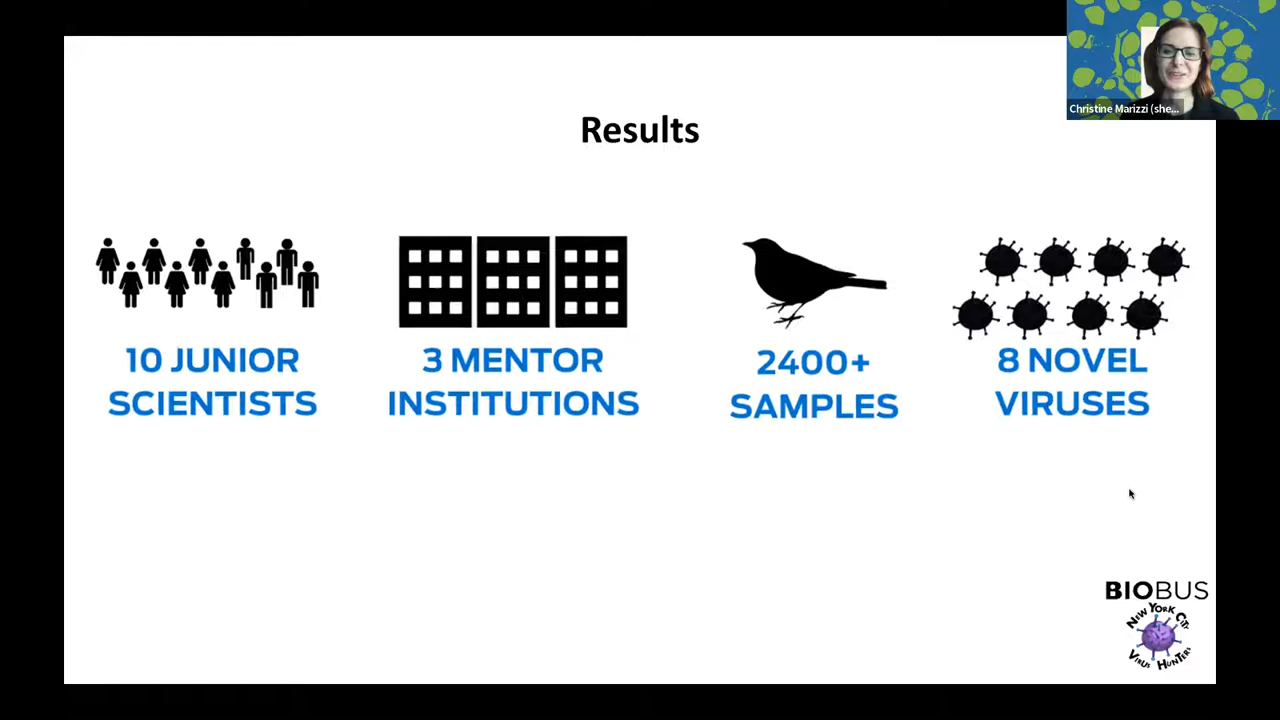 Christine Marizzi (she...
Results
10 JUNIOR
SCIENTISTS
3 MENTOR
INSTITUTIONS
2400+
SAMPLES
8 NOVEL
VIRUSES
BIOBUS
NEW YORK CITY
VIRUS HUNTERS